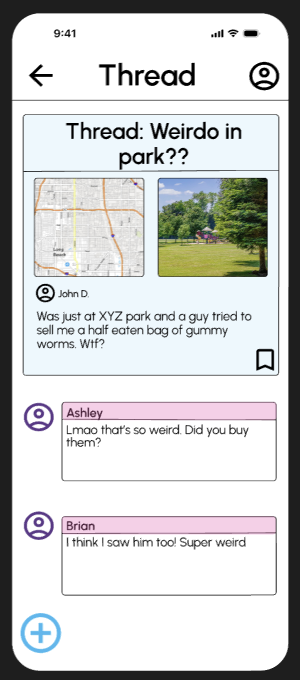 9:41
Thread
Thread: Weirdo in
park??
Long
Beach
John D.
Was just at XYZ park and a guy tried to
sell me a half eaten bag of gummy
worms. Wtf?
Ashley
Lmao that's so weird. Did you buy
them?
Brian
I think I saw him too! Super weird